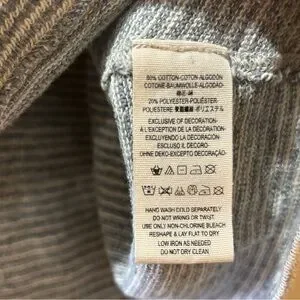 80% COTTON-COTON-ALGODÓN
COTONE-BAUMWOLLE-ALGODÃO
20% POLYESTER-POLIÉSTER-
POLIESTERE
EXCLUSIVE OF DECORATION-
À L'EXCEPTION DE LA DÉCORATION-
EXCLUYENDO LA DECORACIÓN-
ESCLUSO IL DECORO-
OHNE DEKO-EXCEPTO DECORAÇÃO
HAND WASH COLD SEPARATELY
DO NOT WRING OR TWIST
USE ONLY NON-CHLORINE BLEACH
RESHAPE & LAY FLAT TO DRY
LOW IRON AS NEEDED
DO NOT DRY CLEAN